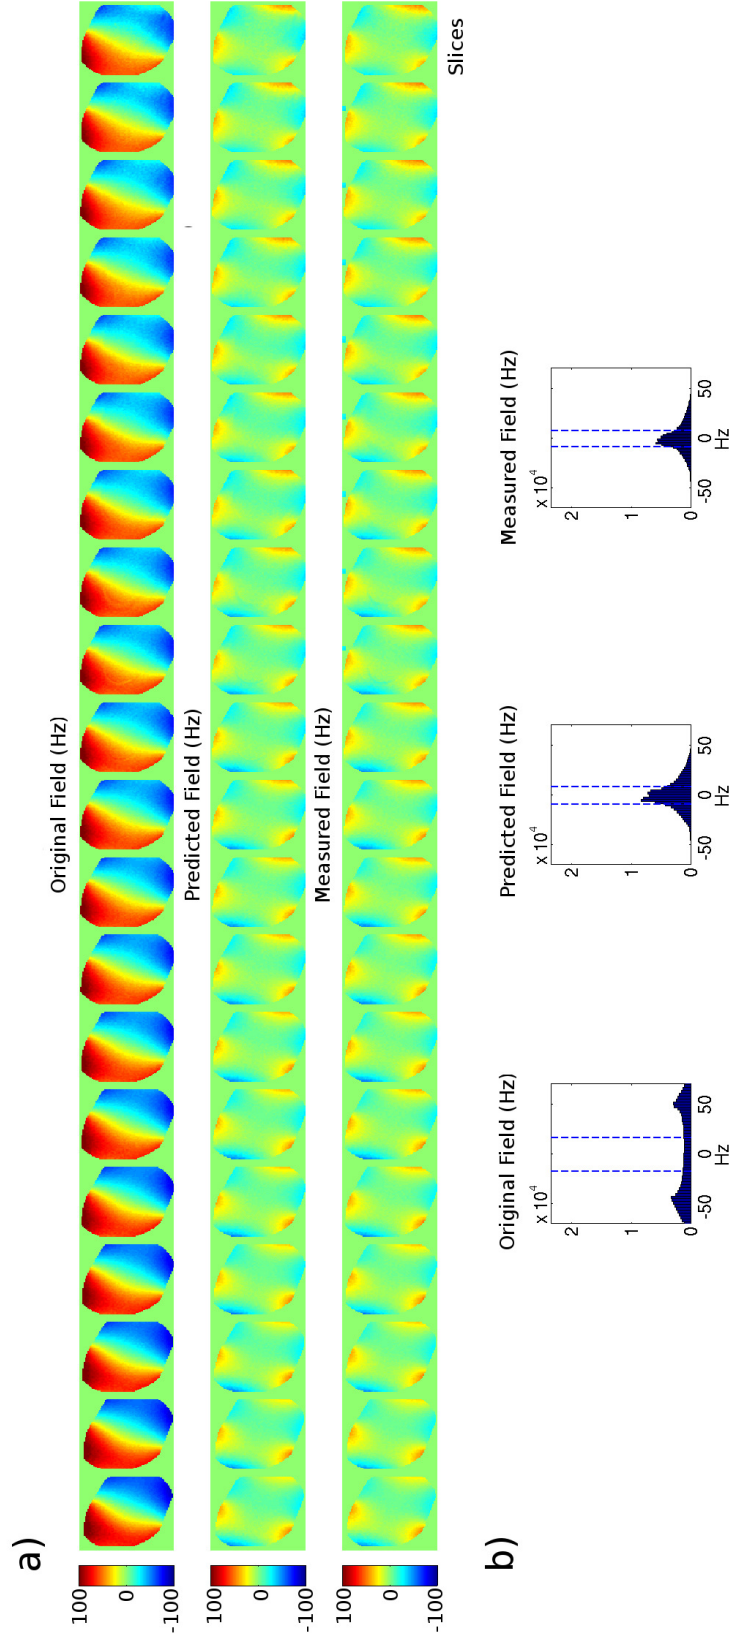 a)
Original Field (Hz)
100
0
-100
Predicted Field (Hz)
100
0
-100
Measured Field (Hz)
100
0
-100
Slices
b)
Original Field (Hz)
x 10^4
2
1
0
-50
0
50
Hz
Predicted Field (Hz)
x 10^4
2
1
0
-50
0
50
Hz
Measured Field (Hz)
x 10^4
2
1
0
-50
0
50
Hz